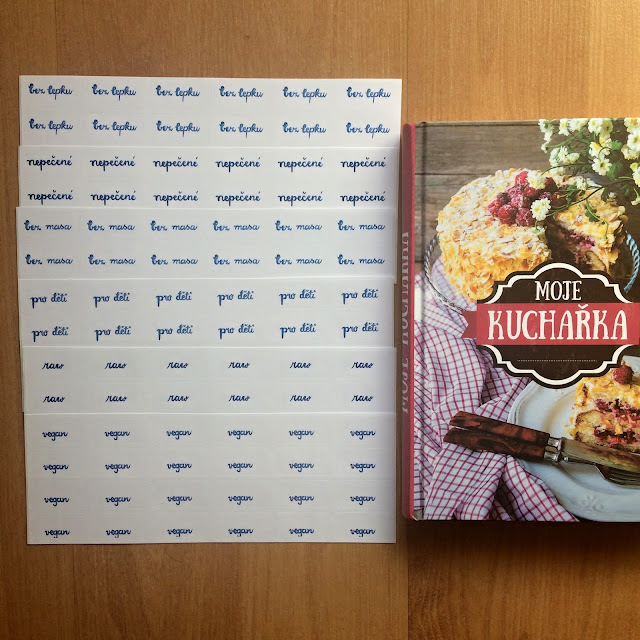 bez lepku bez lepku bez lepku bez lepku bez lepku bez lepku
bez lepku bez lepku bez lepku bez lepku bez lepku bez lepku
nepečené nepečené nepečené nepečené nepečené nepečené
nepečené nepečené nepečené nepečené nepečené nepečené
bez masa bez masa bez masa bez masa bez masa bez masa
bez masa bez masa bez masa bez masa bez masa bez masa
pro děti pro děti pro děti pro děti pro děti pro děti
pro děti pro děti pro děti pro děti pro děti pro děti
raw raw raw raw raw raw
raw raw raw raw raw raw
vegan vegan vegan vegan vegan vegan
vegan vegan vegan vegan vegan vegan
vegan vegan vegan vegan vegan vegan
vegan vegan vegan vegan vegan vegan
MOJE KUCHAŘKA
MOJE
KUCHAŘKA